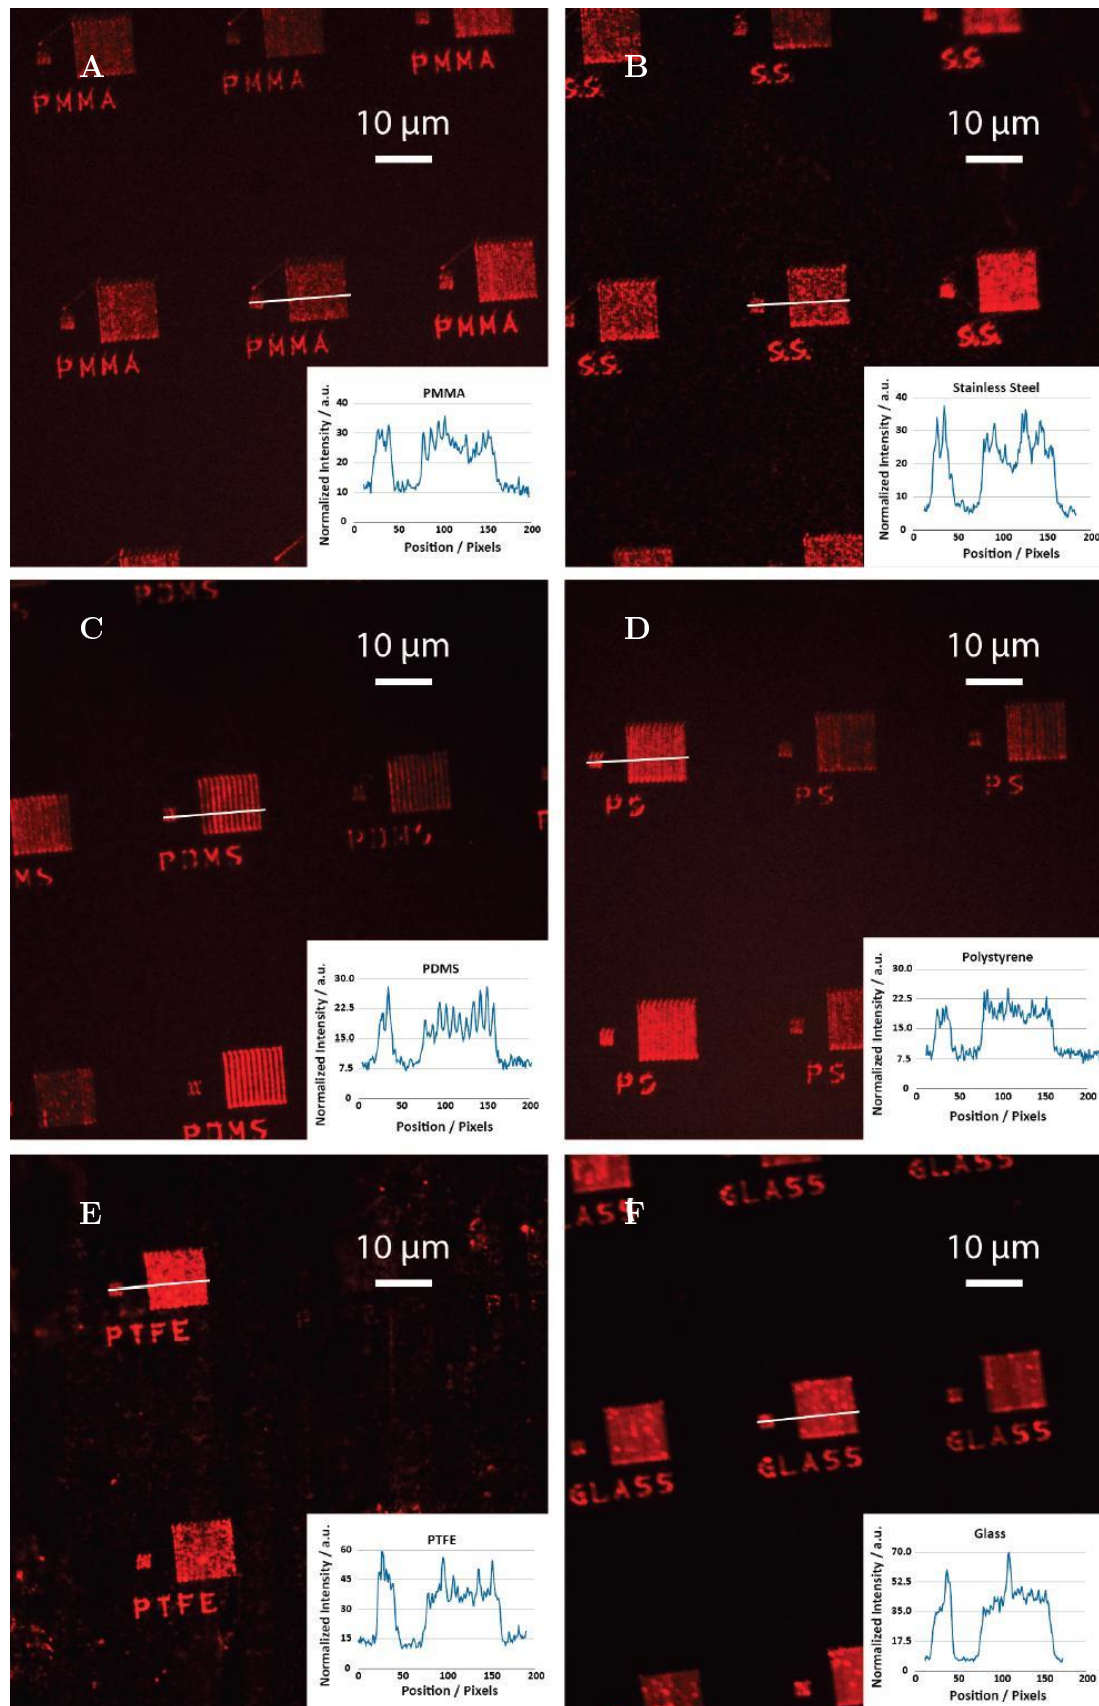 A
PMMA PMMA PMMA
10 µm
PMMA PMMA PMMA
PMMA
Normalized Intensity / a.u.
40
30
20
10
0
0 50 100 150 200
Position / Pixels
B
S.S. S.S. S.S.
10 µm
S.S. S.S. S.S.
Stainless Steel
Normalized Intensity / a.u.
40
30
20
10
0
0 50 100 150 200
Position / Pixels
PDMS
C
10 µm
MS PDMS PDMS
PDMS
PDMS
Normalized Intensity / a.u.
30.0
22.5
15.0
7.5
0
0 50 100 150 200
Position / Pixels
D
10 µm
PS PS PS
PS PS
Polystyrene
Normalized Intensity / a.u.
30.0
22.5
15.0
7.5
0
0 50 100 150 200
Position / Pixels
E
10 µm
PTFE
PTFE
PTFE
Normalized Intensity / a.u.
60
45
30
15
0
0 50 100 150 200
Position / Pixels
LASS GLASS GLASS
F
10 µm
GLASS GLASS GLASS
Glass
Normalized Intensity / a.u.
70.0
52.5
35.0
17.5
0
0 50 100 150 200
Position / Pixels